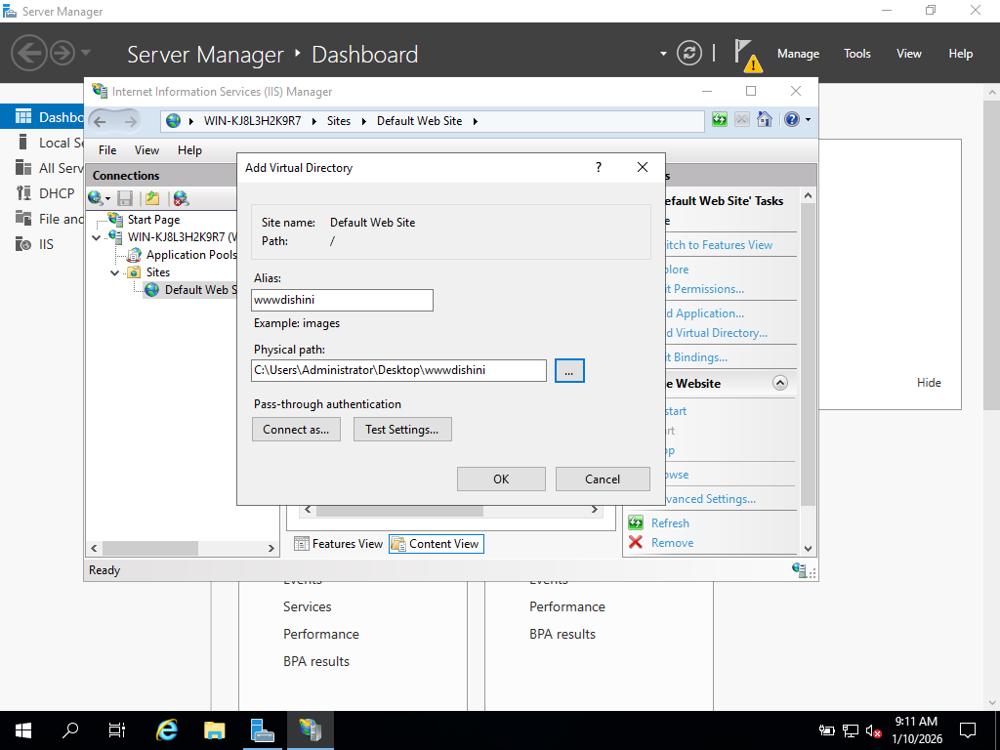 Server Manager
Server Manager
Dashboard
Manage
Tools
View
Help
Internet Information Services (IIS) Manager
WIN-KJ8L3H2K9R7
Sites
Default Web Site
File
View
Help
Dashbo
Local Se
All Serv
DHCP
File and
IIS
Connections
Start Page
WIN-KJ8L3H2K9R7 (W
Application Pools
Sites
Default Web S
Add Virtual Directory
?
Site name: Default Web Site
Path: /
Alias:
wwwdishini
Example: images
Physical path:
C:\Users\Administrator\Desktop\wwwdishini
...
Pass-through authentication
Connect as...
Test Settings...
OK
Cancel
s
efault Web Site' Tasks
e
itch to Features View
lore
it Permissions...
d Application...
d Virtual Directory...
it Bindings...
e Website
start
rt
op
wse
vanced Settings...
Refresh
Remove
Hide
Features View
Content View
Ready
Events
Services
Performance
BPA results
Events
Performance
BPA results
9:11 AM
1/10/2026